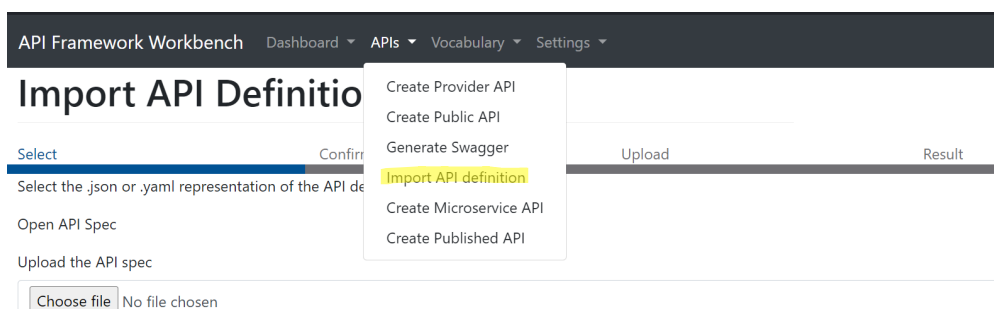 API Framework Workbench Dashboard APIs Vocabulary Settings
Import API Definitio
Create Provider API
Create Public API
Generate Swagger
Import API definition
Create Microservice API
Create Published API
Select Confir Upload Result
Select the .json or .yaml representation of the API de
Open API Spec
Upload the API spec
Choose file No file chosen